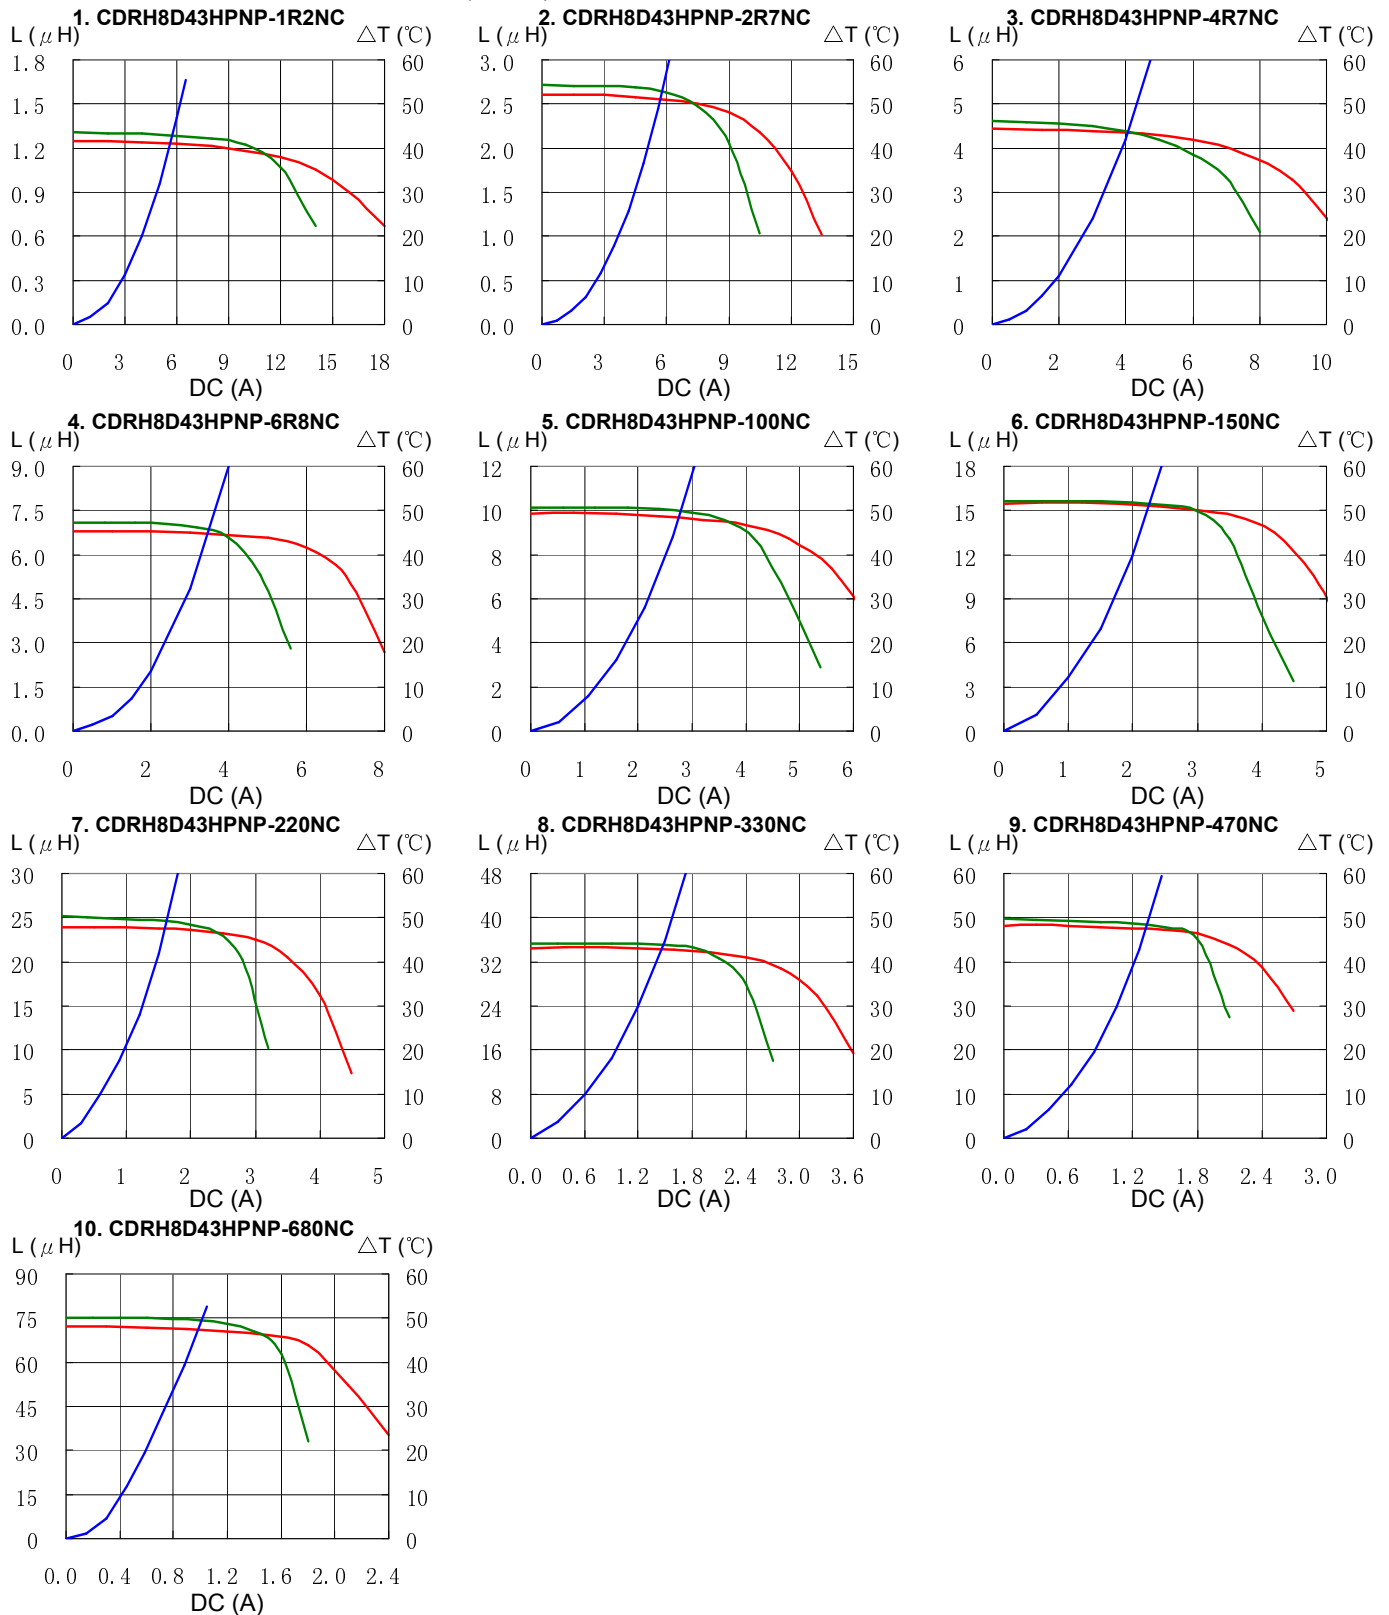 1. CDRH8D43HPNP-1R2NC
L (μH) △T (℃)
1.8 60
1.5 50
1.2 40
0.9 30
0.6 20
0.3 10
0.0 0
0 3 6 9 12 15 18
DC (A)
2. CDRH8D43HPNP-2R7NC
L (μH) △T (℃)
3.0 60
2.5 50
2.0 40
1.5 30
1.0 20
0.5 10
0.0 0
0 3 6 9 12 15
DC (A)
3. CDRH8D43HPNP-4R7NC
L (μH) △T (℃)
6 60
5 50
4 40
3 30
2 20
1 10
0 0
0 2 4 6 8 10
DC (A)
4. CDRH8D43HPNP-6R8NC
L (μH) △T (℃)
9.0 60
7.5 50
6.0 40
4.5 30
3.0 20
1.5 10
0.0 0
0 2 4 6 8
DC (A)
5. CDRH8D43HPNP-100NC
L (μH) △T (℃)
12 60
10 50
8 40
6 30
4 20
2 10
0 0
0 1 2 3 4 5 6
DC (A)
6. CDRH8D43HPNP-150NC
L (μH) △T (℃)
18 60
15 50
12 40
9 30
6 20
3 10
0 0
0 1 2 3 4 5
DC (A)
7. CDRH8D43HPNP-220NC
L (μH) △T (℃)
30 60
25 50
20 40
15 30
10 20
5 10
0 0
0 1 2 3 4 5
DC (A)
8. CDRH8D43HPNP-330NC
L (μH) △T (℃)
48 60
40 50
32 40
24 30
16 20
8 10
0 0
0.0 0.6 1.2 1.8 2.4 3.0 3.6
DC (A)
9. CDRH8D43HPNP-470NC
L (μH) △T (℃)
60 60
50 50
40 40
30 30
20 20
10 10
0 0
0.0 0.6 1.2 1.8 2.4 3.0
DC (A)
10. CDRH8D43HPNP-680NC
L (μH) △T (℃)
90 60
75 50
60 40
45 30
30 20
15 10
0 0
0.0 0.4 0.8 1.2 1.6 2.0 2.4
DC (A)